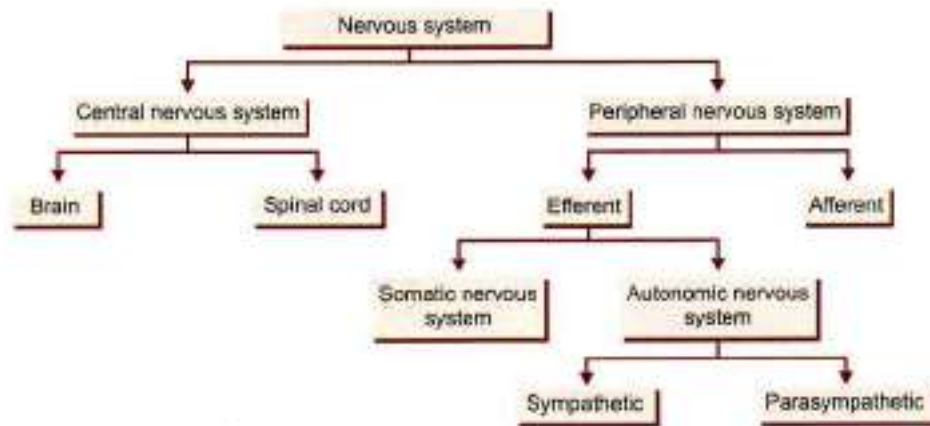 Nervous system
Central nervous system
Peripheral nervous system
Brain
Spinal cord
Efferent
Afferent
Somatic nervous
system
Autonomic nervous
system
Sympathetic
Parasympathetic